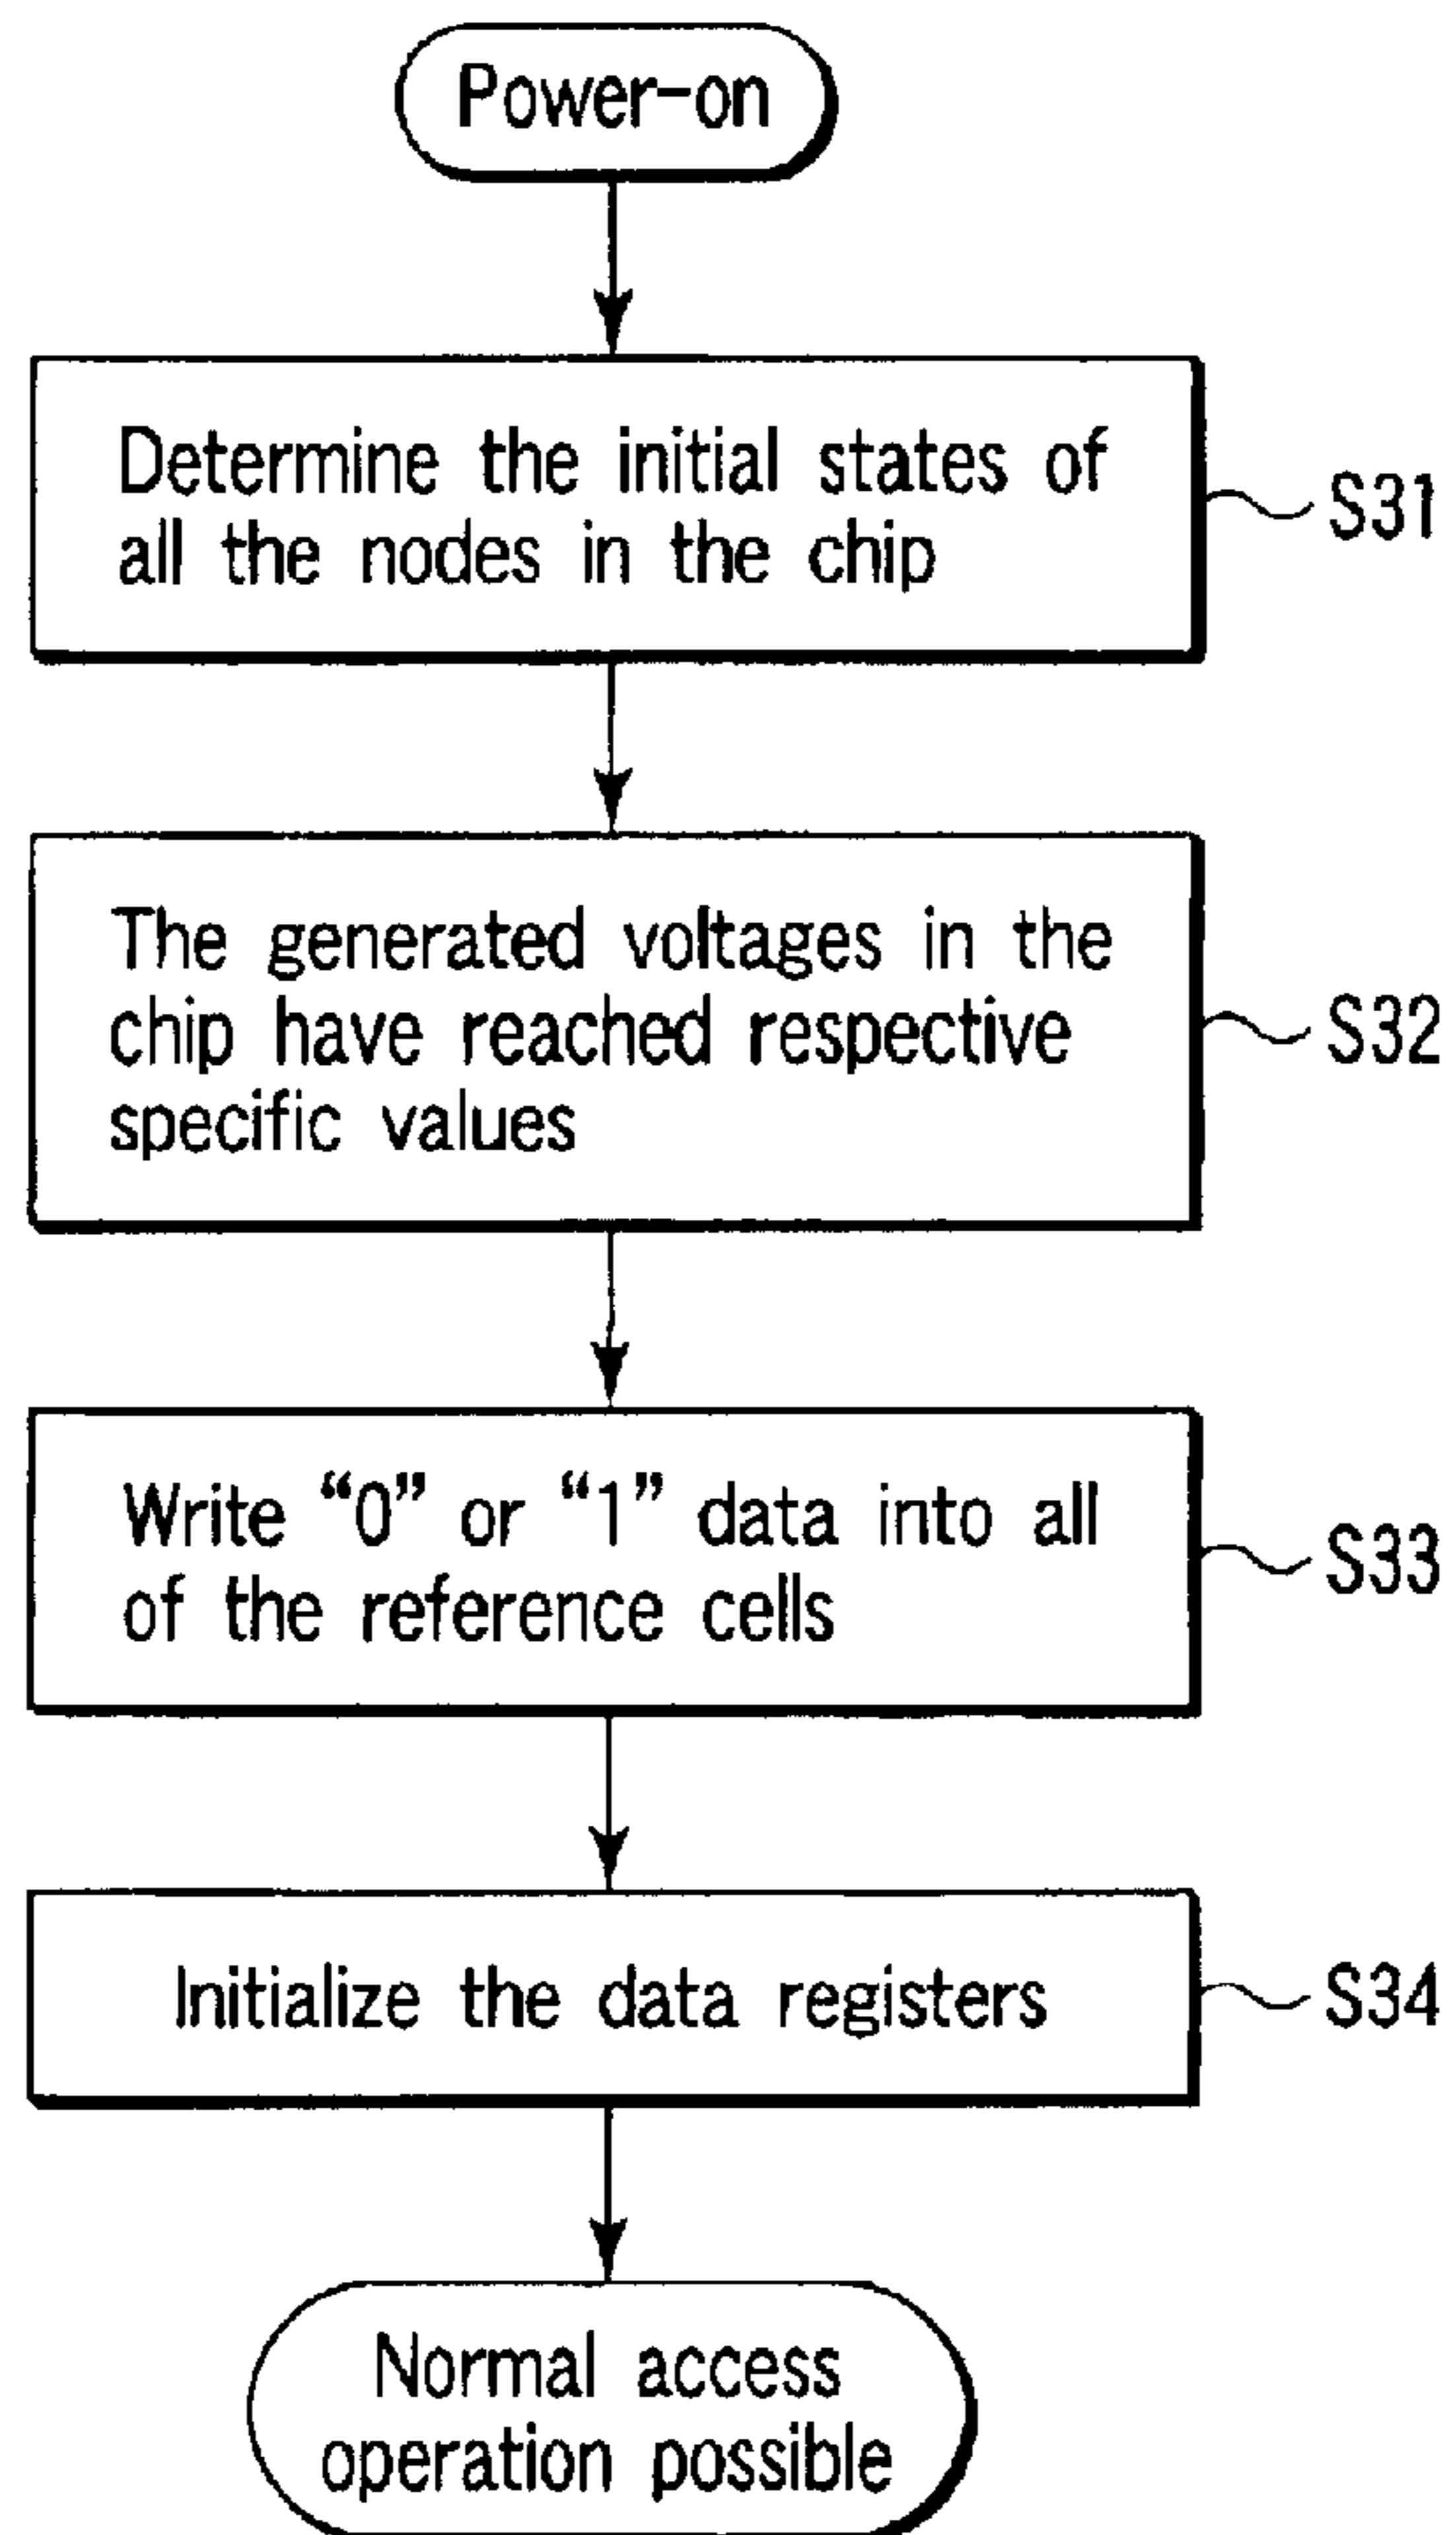 Power-on
Determine the initial states of
all the nodes in the chip
S31
The generated voltages in the
chip have reached respective
specific values
S32
Write “0” or “1” data into all
of the reference cells
S33
Initialize the data registers
S34
Normal access
operation possible